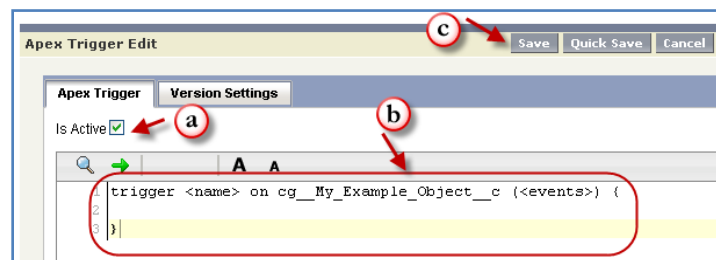 c
Apex Trigger Edit Save Quick Save Cancel
Apex Trigger Version Settings
Is Active a b
A A
1 trigger <name> on cg__My_Example_Object__c (<events>) {
2
3 }